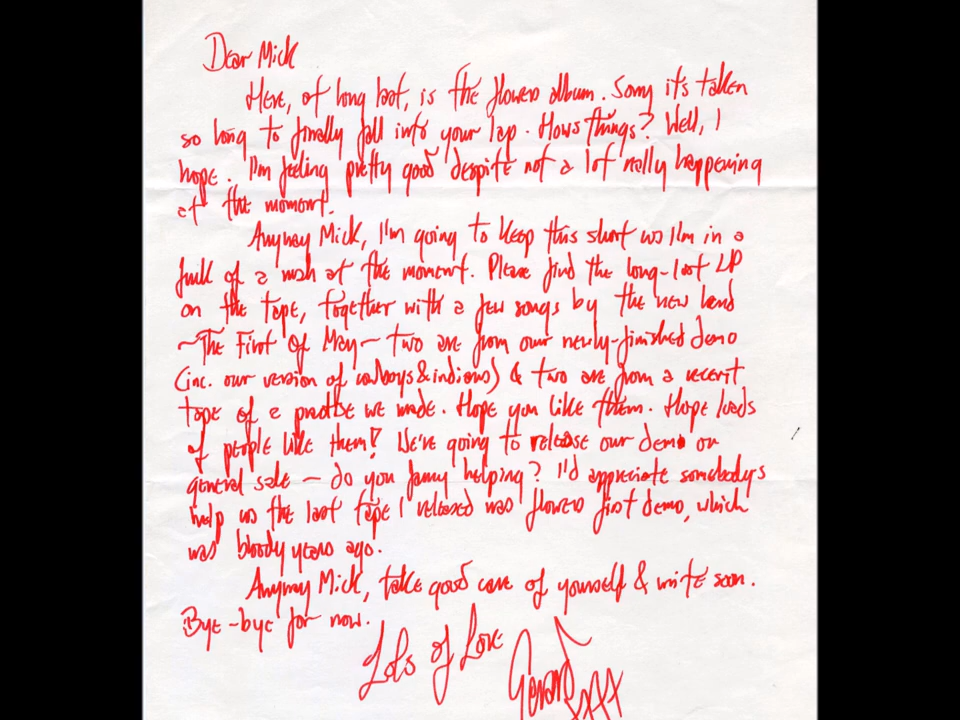 Dear Mick
Here, at long last, is the flowers album. Sorry it's taken
so long to finally fall into your lap. Hows things? Well, I
hope. I'm feeling pretty good despite not a lot really happening
at the moment.
Anyway Mick, I'm going to keep this short cos I'm in a
fuck of a rush at the moment. Please find the long-lost LP
on the tape, together with a few songs by the new band
~The First Of May~ two are from our newly-finished demo
(inc. our version of cowboys & indians) & two are from a recent
tape of a practise we made. Hope you like them. Hope loads
of people like them! We're going to release our demo on
general sale – do you fancy helping? I'd appreciate somebodys
help cos the last tape I released was flowers first demo, which
was bloody years ago.
Anyway Mick, take good care of yourself & write soon.
Bye-bye for now.
Lots of Love
Gerard XXX